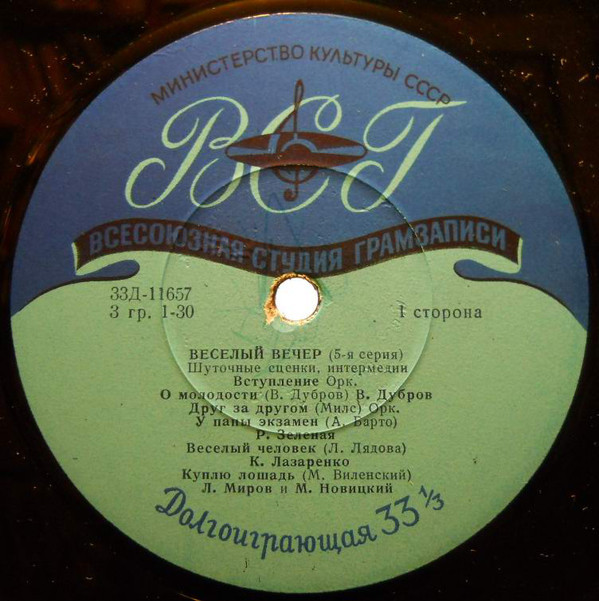 МИНИСТЕРСТВО КУЛЬТУРЫ СССР
ВСГ
ВСЕСОЮЗНАЯ СТУДИЯ ГРАМЗАПИСИ
33Д-11657
3 гр. 1-30
1 сторона
ВЕСЕЛЫЙ ВЕЧЕР (5-я серия)
Шуточные сценки, интермедии
Вступление Орк.
О молодости (В. Дубров) В. Дубров
Друг за другом (Милс) Орк.
У папы экзамен (А. Барто)
Р. Зеленая
Веселый человек (Л. Лядова)
К. Лазаренко
Куплю лошадь (М. Виленский)
Л. Миров и М. Новицкий
Долгоиграющая 33 1/3